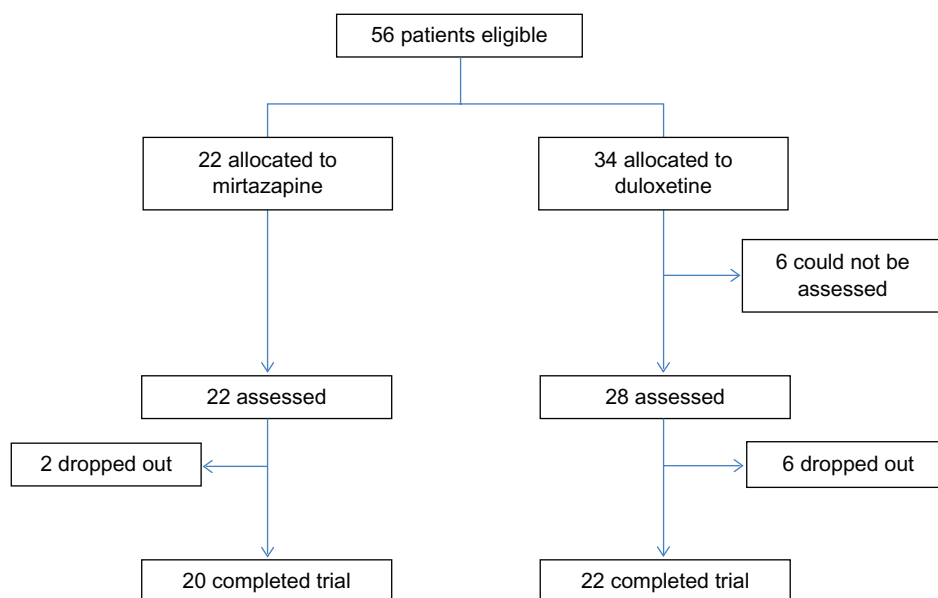 56 patients eligible
22 allocated to
mirtazapine
34 allocated to
duloxetine
6 could not be
assessed
22 assessed
28 assessed
2 dropped out
6 dropped out
20 completed trial
22 completed trial